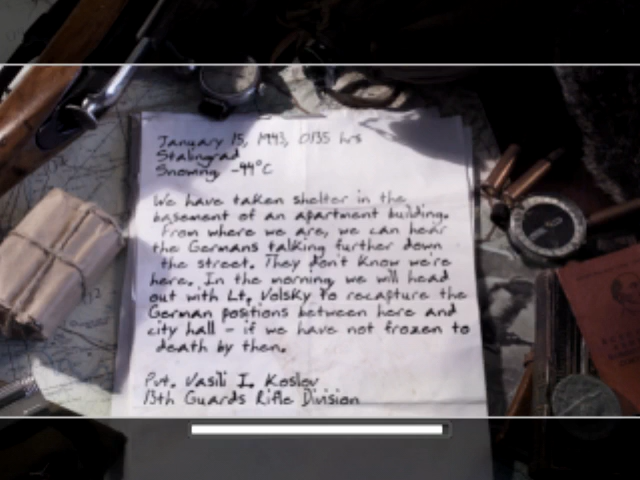 January 15, 1943, 0135 hrs
Stalingrad
Snowing, -44°C
We have taken shelter in the
basement of an apartment building.
From where we are, we can hear
the Germans talking further down
the street. They don't know we're
here. In the morning, we will head
out with Lt. Volsky to recapture the
German positions between here and
city hall - if we have not frozen to
death by then.
Pvt. Vasili I. Koslov
13th Guards Rifle Division